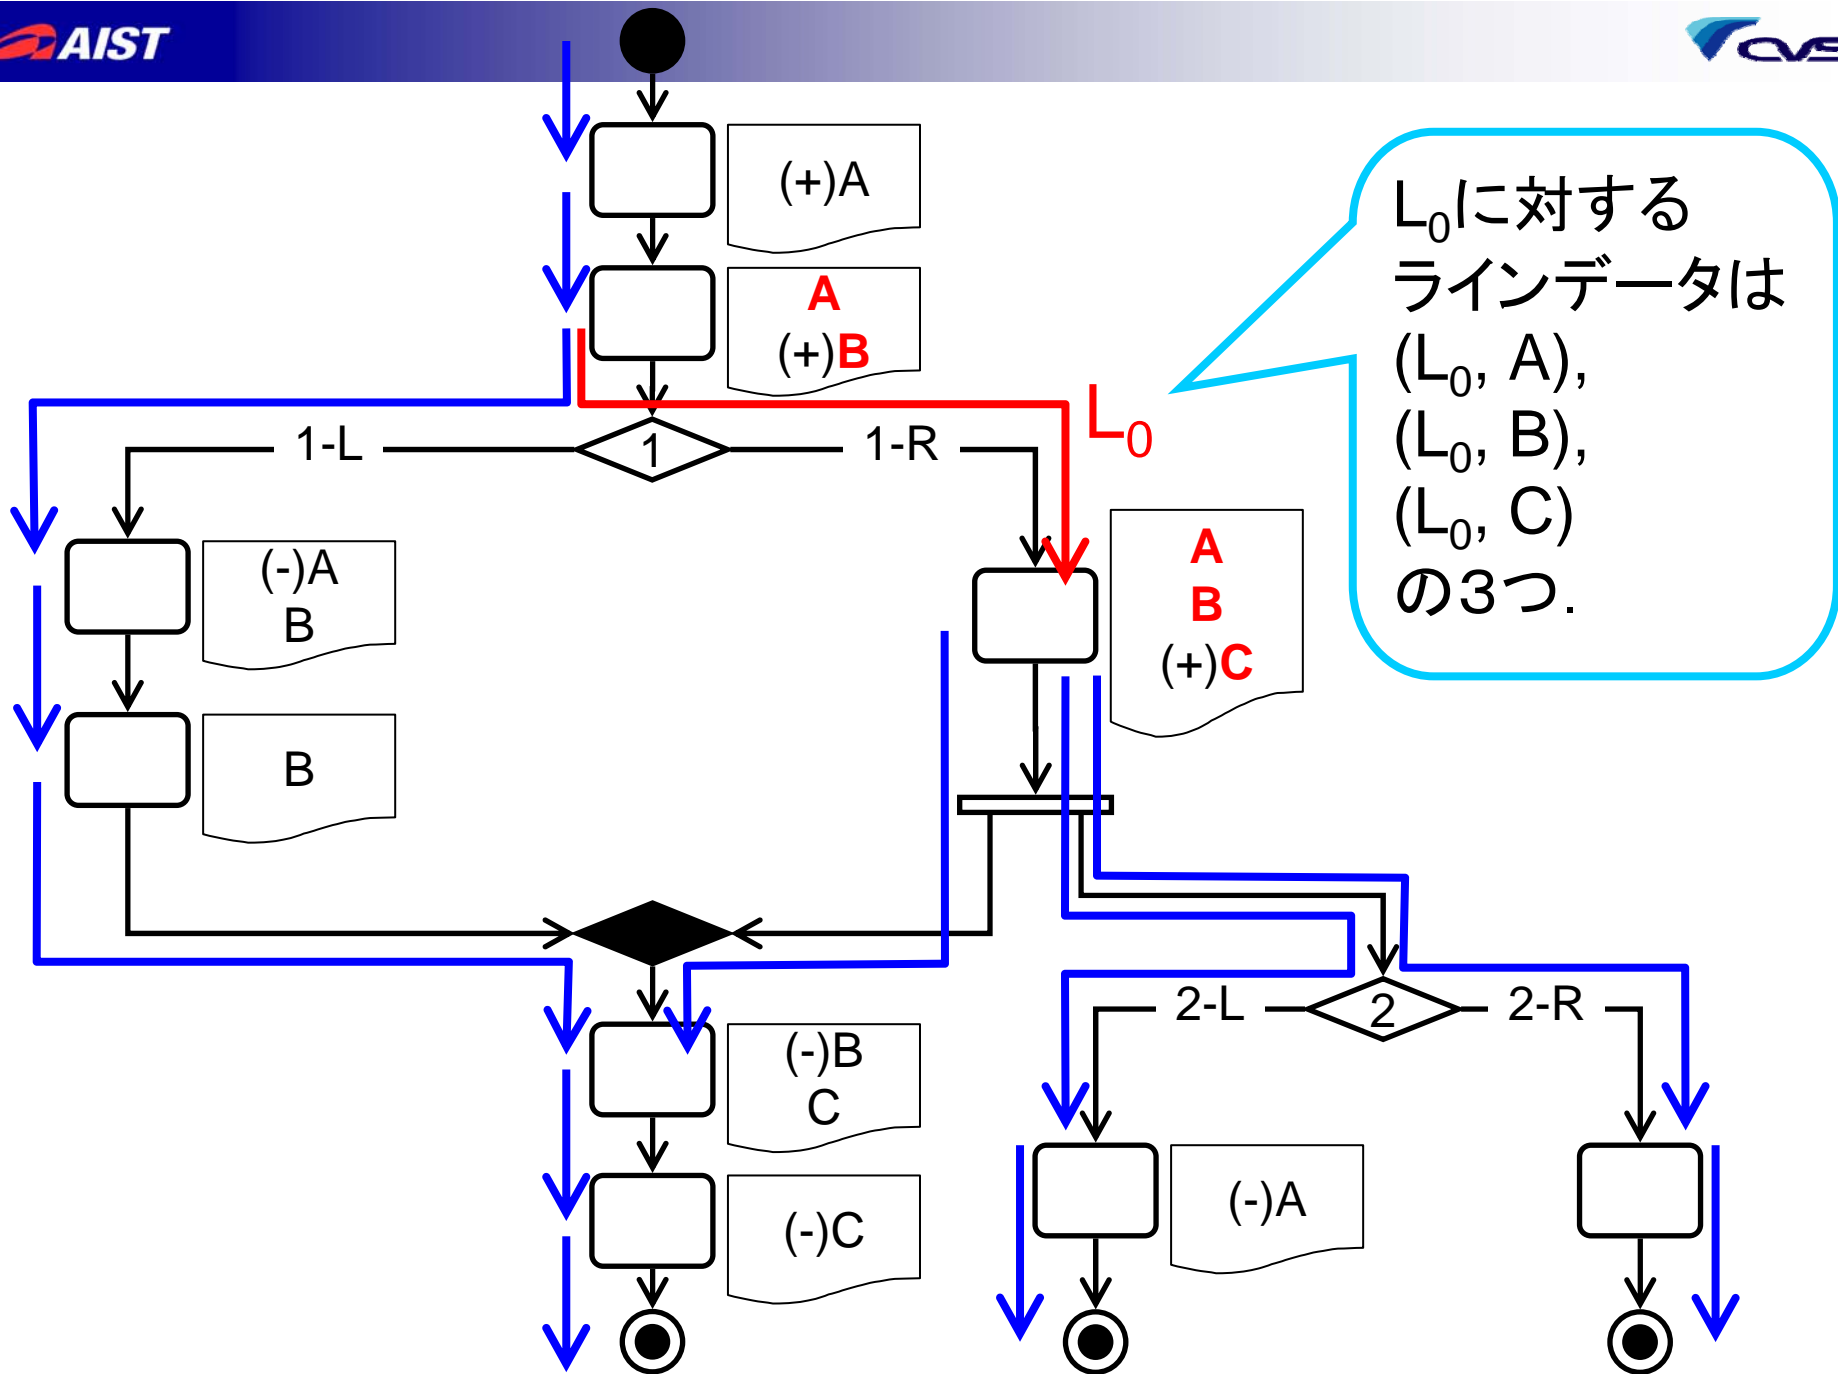 AIST
CVS
(+)A
A
(+)B
L₀に対する
ラインデータは
(L₀, A),
(L₀, B),
(L₀, C)
の3つ.
L₀
1-L
1
1-R
(-)A
B
A
B
(+)C
B
2-L
2
2-R
(-)B
C
(-)A
(-)C